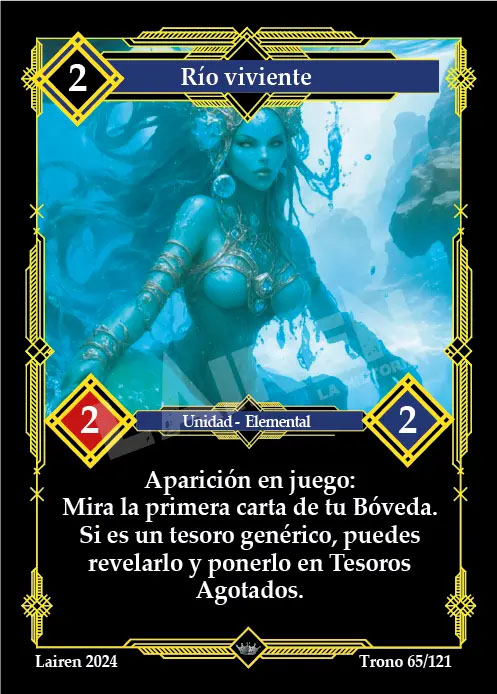 2
Río viviente
2
Unidad - Elemental
2
Aparición en juego:
Mira la primera carta de tu Bóveda.
Si es un tesoro genérico, puedes
revelarlo y ponerlo en Tesoros
Agotados.
Lairen 2024
Trono 65/121